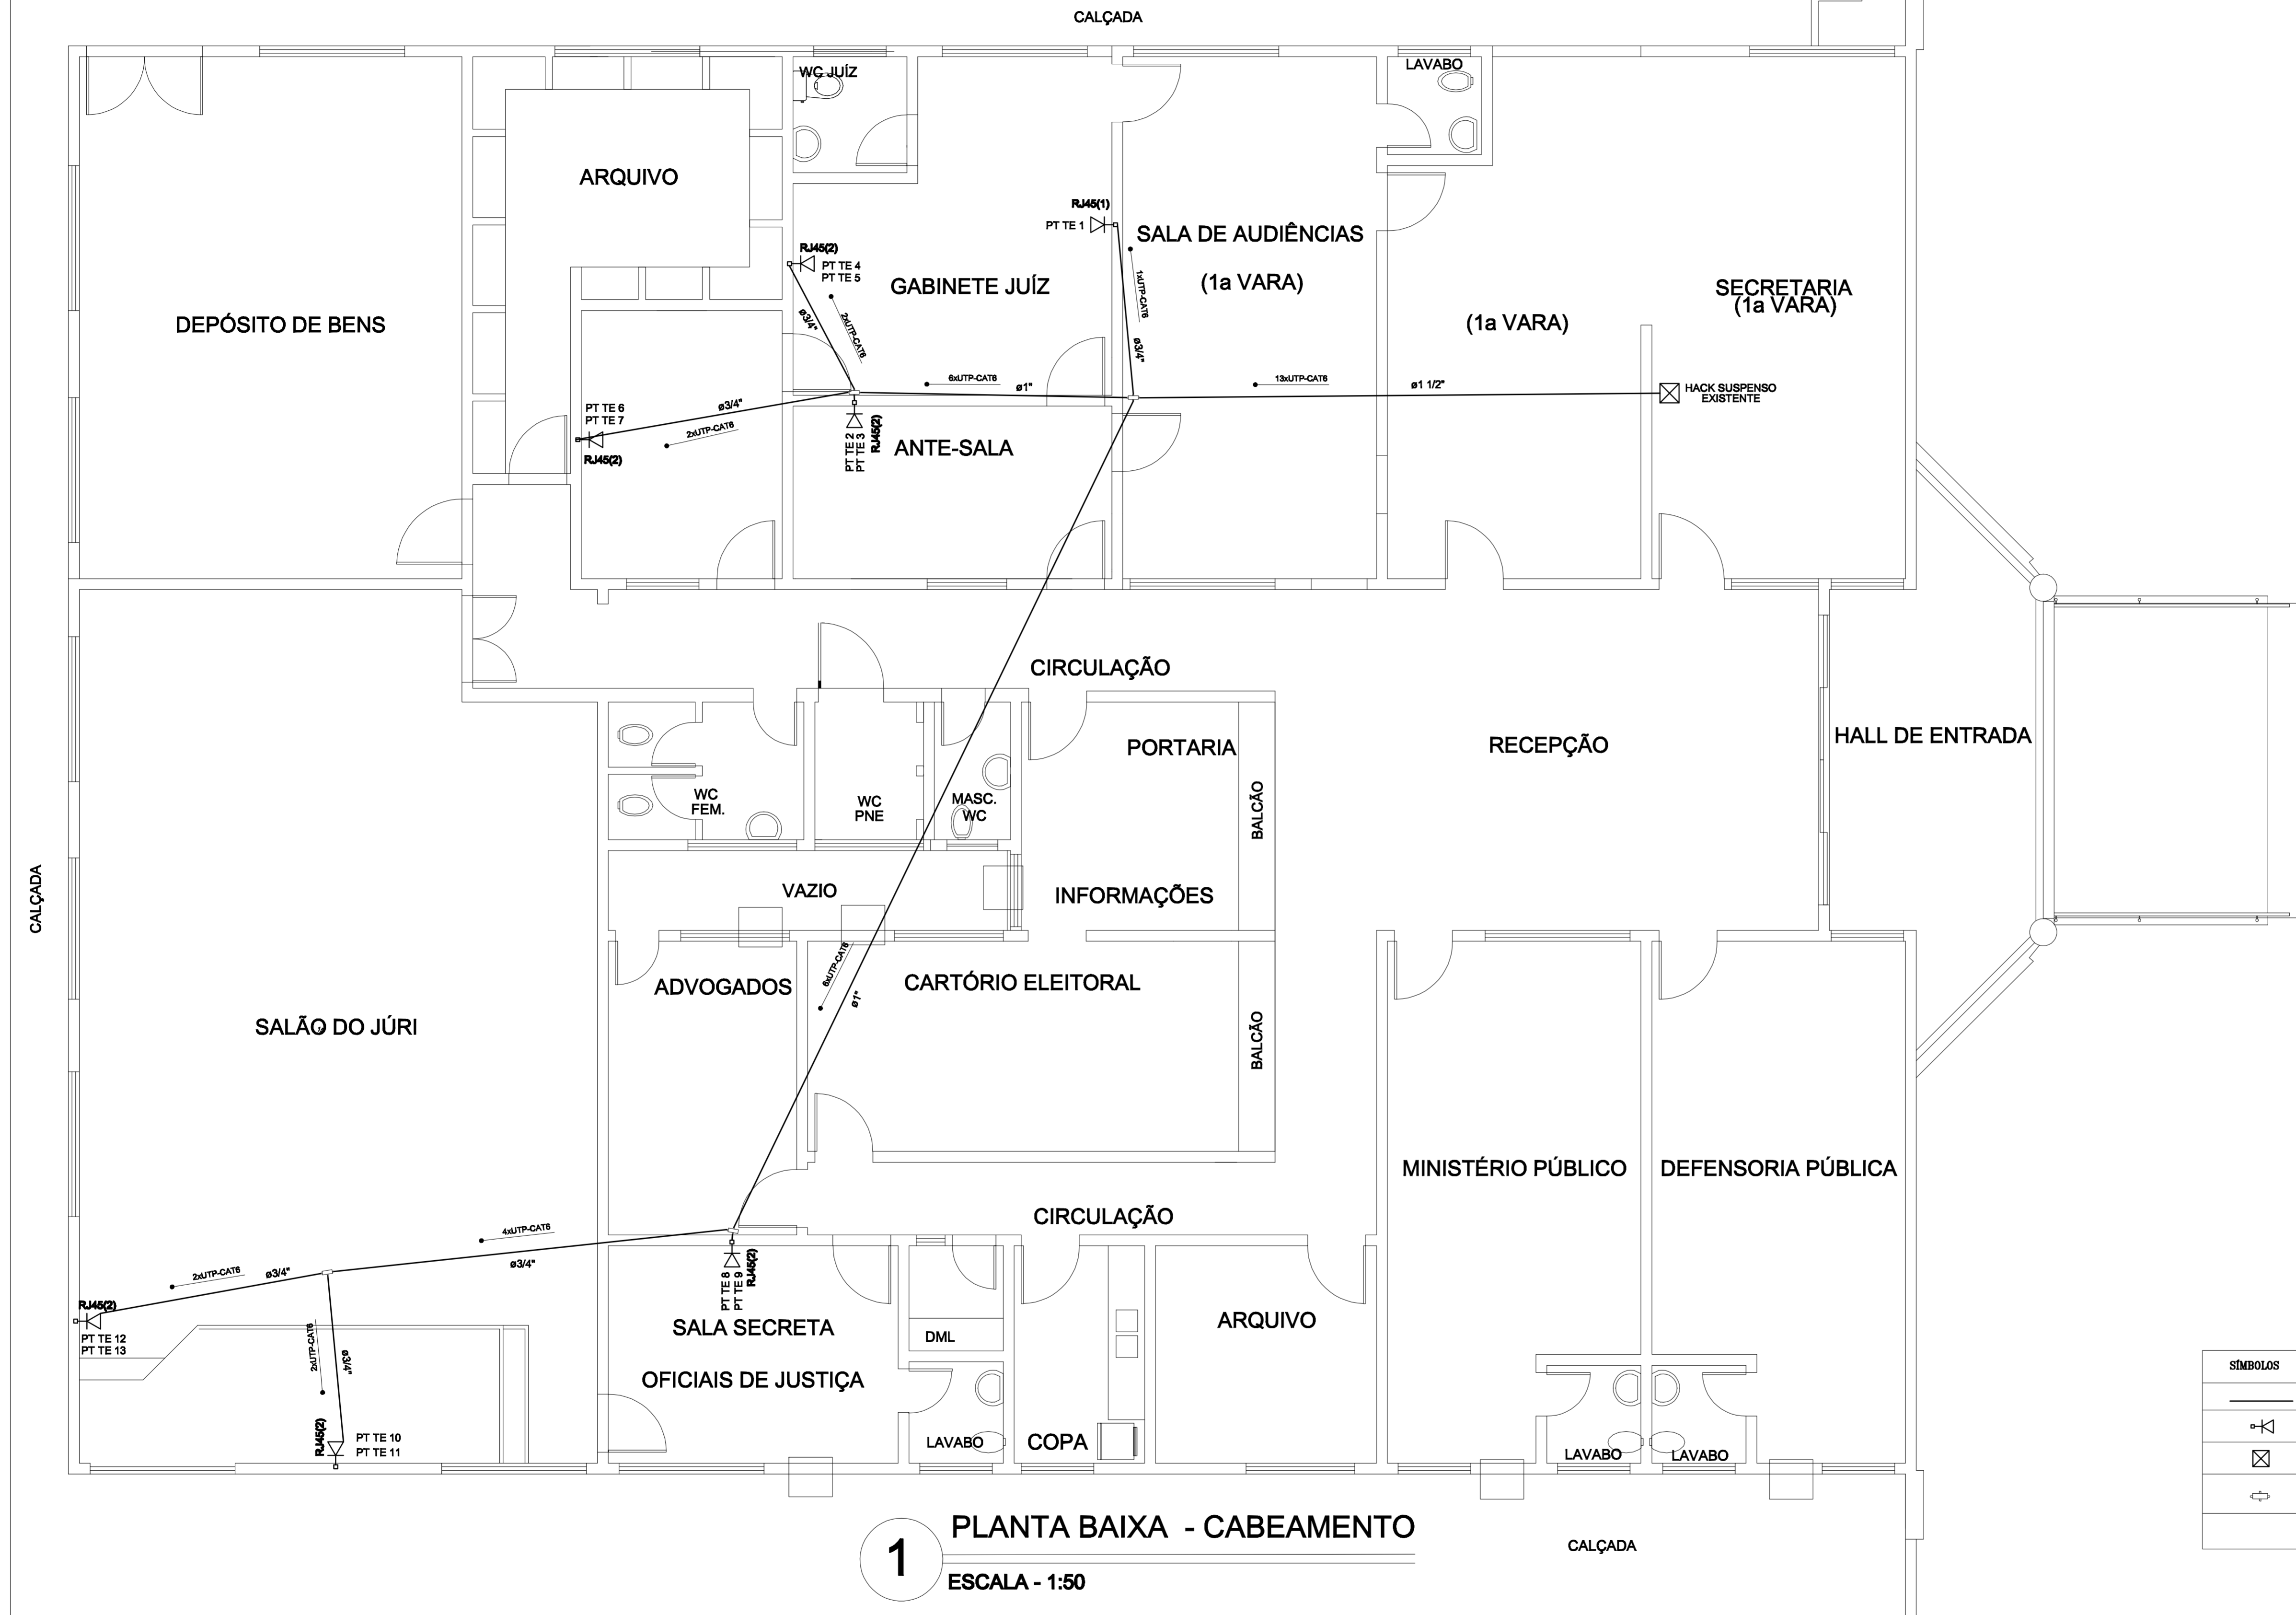 CALÇADA
WC JUÍZ
LAVABO
ARQUIVO
RJ45(1)
PT TE 1
SALA DE AUDIÊNCIAS
(1a VARA)
RJ45(2)
PT TE 4
PT TE 5
GABINETE JUÍZ
1xUTP-CAT6
SECRETARIA
(1a VARA)
DEPÓSITO DE BENS
ø3/4"
2xUTP-CAT6
(1a VARA)
ø3/4"
6xUTP-CAT6
ø1"
13xUTP-CAT6
ø1 1/2"
HACK SUSPENSO
EXISTENTE
PT TE 6
PT TE 7
ø3/4"
2xUTP-CAT6
RJ45(2)
PT TE 2
PT TE 3
RJ45(2)
ANTE-SALA
CIRCULAÇÃO
PORTARIA
RECEPÇÃO
HALL DE ENTRADA
WC
FEM.
WC
PNE
MASC.
WC
BALCÃO
CALÇADA
VAZIO
INFORMAÇÕES
ADVOGADOS
6xUTP-CAT6
ø1"
CARTÓRIO ELEITORAL
BALCÃO
SALÃO DO JÚRI
MINISTÉRIO PÚBLICO
DEFENSORIA PÚBLICA
CIRCULAÇÃO
4xUTP-CAT6
ø3/4"
2xUTP-CAT6
ø3/4"
RJ45(2)
PT TE 12
PT TE 13
PT TE 8
PT TE 9
RJ45(2)
SALA SECRETA
OFICIAIS DE JUSTIÇA
DML
ARQUIVO
2xUTP-CAT6
ø3/4"
RJ45(2)
PT TE 10
PT TE 11
LAVABO
COPA
LAVABO
LAVABO
SÍMBOLOS
1
PLANTA BAIXA - CABEAMENTO
ESCALA - 1:50
CALÇADA